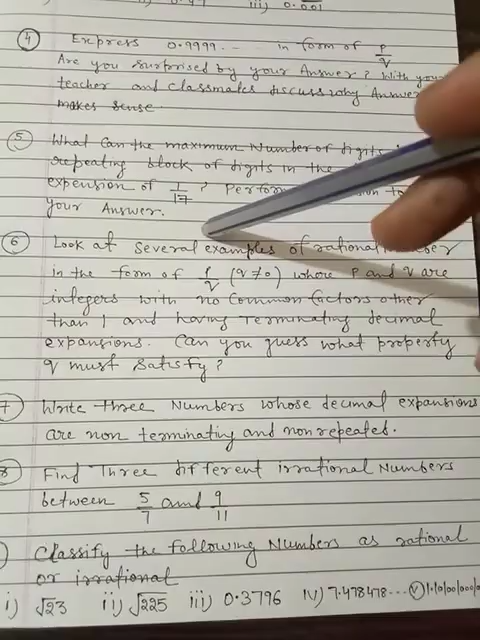 iii) 0.001
④ Express 0.9999... in form of p/q
Are you surprised by your Answer? With your
teacher and classmates discuss why Answer
makes sense.
⑤ What can the maximum Number of digits
repeating block of digits in the
expension of 1/17? Perform to
your Answer.
⑥ Look at several examples of rational
in the form of p/q (q≠0) where p and q are
integers with no common factors other
than 1 and having terminating decimal
expansions. Can you guess what property
q must satisfy?
7 Write three Numbers whose decimal expansions
are non terminating and non repeated.
8 Find Three different irrational Numbers
between 5/7 and 9/11
Classify the following Numbers as rational
or irrational
i) √23 ii) √225 iii) 0.3796 IV) 7.478478... Ⓥ